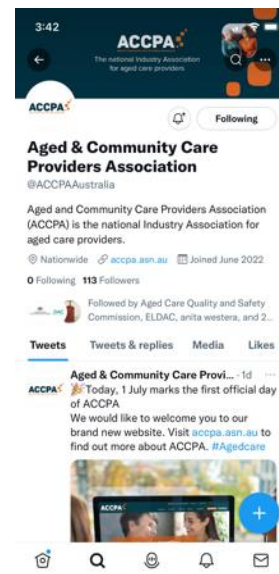 3:42
ACCPA
The national Industry Association
for aged care providers
ACCPA
Following
Aged & Community Care
Providers Association
@ACCPAAustralia
Aged and Community Care Providers Association
(ACCPA) is the national Industry Association for
aged care providers.
Nationwide accpa.asn.au Joined June 2022
0 Following 113 Followers
Followed by Aged Care Quality and Safety
Commission, ELDAC, anita westera, and 2...
Tweets Tweets & replies Media Likes
Aged & Community Care Provi... · 1d
ACCPA
🎉 Today, 1 July marks the first official day
of ACCPA
We would like to welcome you to our
brand new website. Visit accpa.asn.au to
find out more about ACCPA. #Agedcare
ACCPA